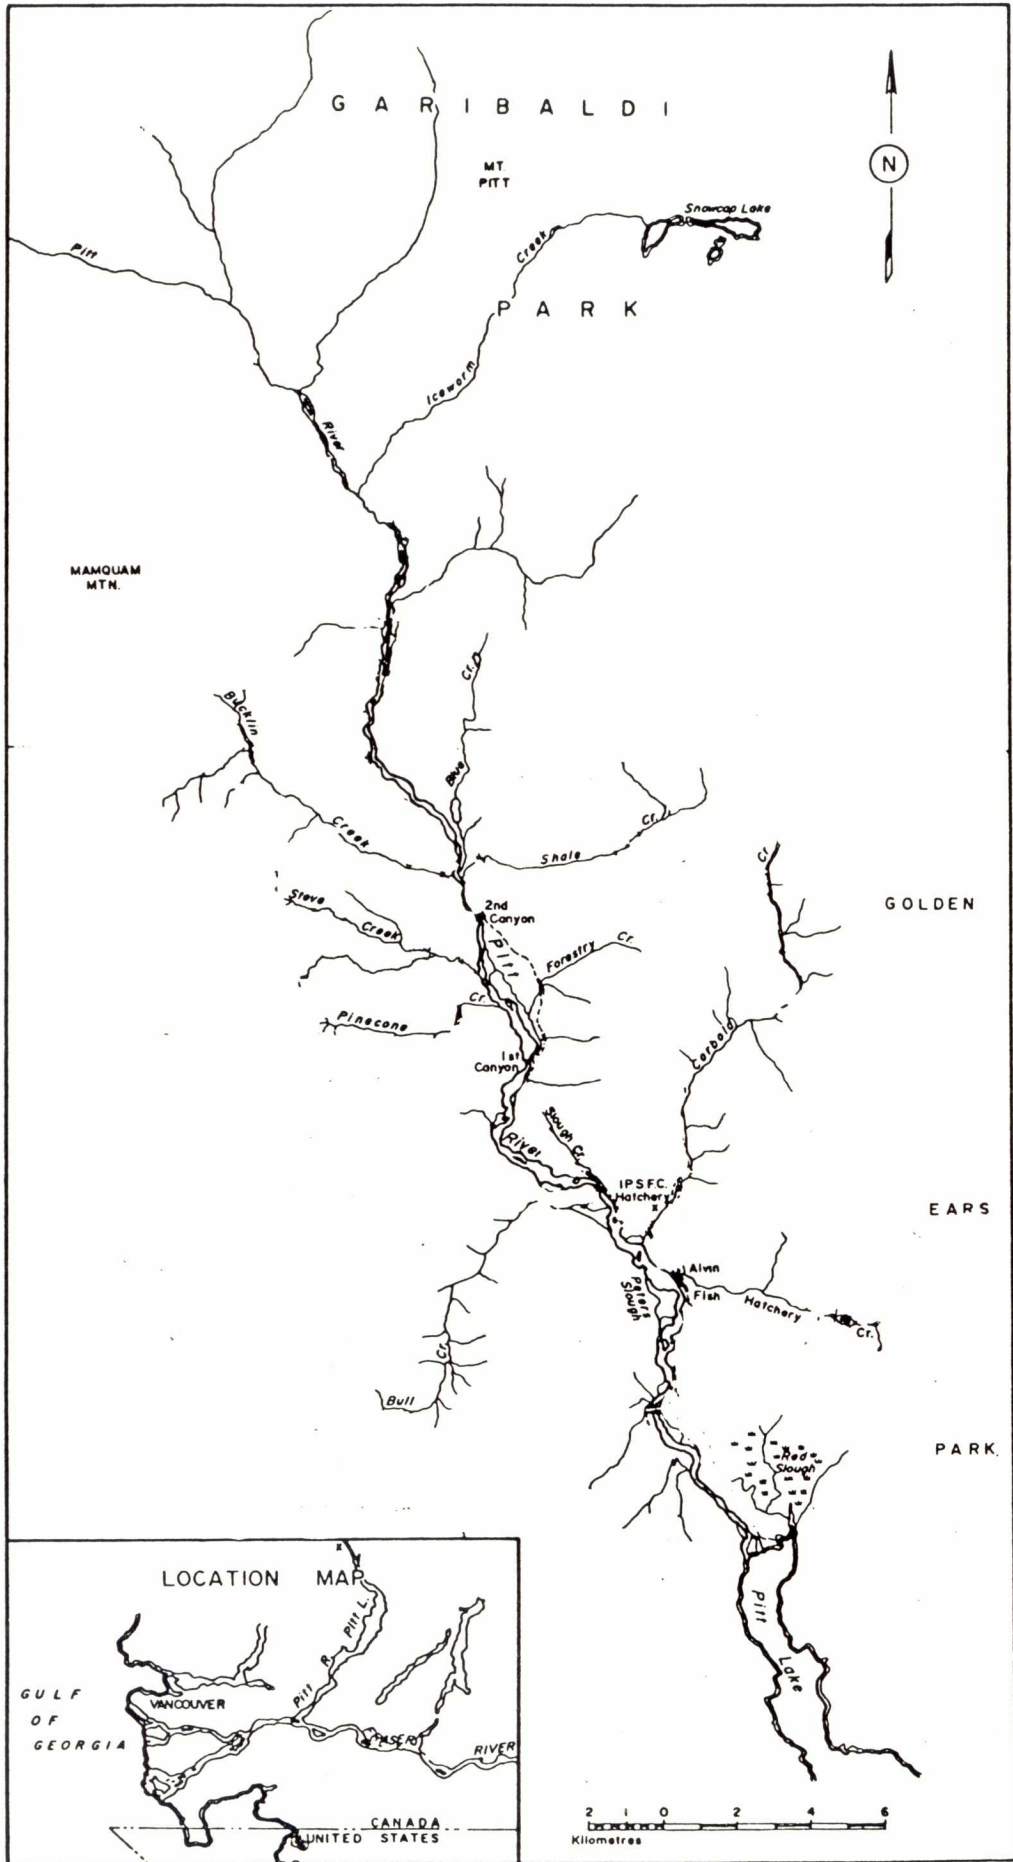 GARIBALDI
MT.
PITT
Snowcap Lake
N
Pitt
Creek
PARK
Iceworm
River
MAMQUAM
MTN.
Cr.
Bucklin
Blue
Creek
Cr.
Shale
Cr.
Steve
Creek
2nd
Canyon
GOLDEN
Pitt
Forestry Cr.
Cr.
Pinecone
1st
Canyon
Corbold
Slough Cr.
River
I.P.S.F.C.
Hatchery
x
EARS
Alvin
Fish
Hatchery
Cr.
Peters
Slough
Cr.
Bull
PARK.
Red
Slough
Pitt
Lake
LOCATION MAP
x
Pitt L.
Pitt R.
GULF
OF
GEORGIA
VANCOUVER
FRASER
RIVER
CANADA
UNITED STATES
2 1 0 2 4 6
Kilometres